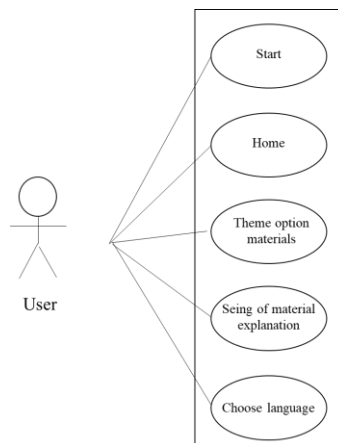 Start
Home
Theme option
materials
Seing of material
explanation
Choose language
User